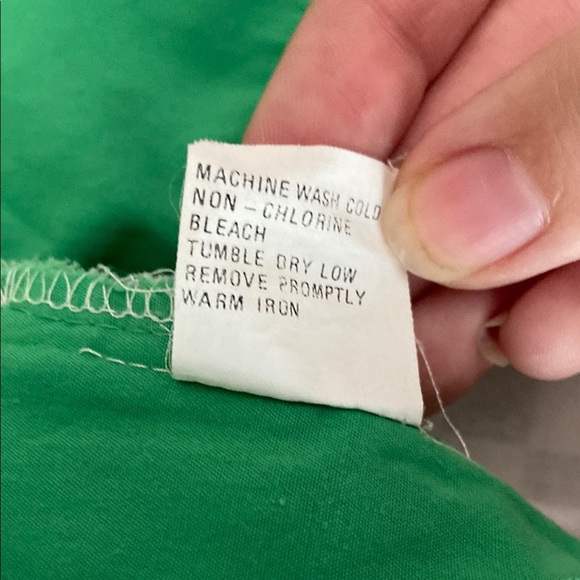 MACHINE WASH COLD
NON - CHLORINE
BLEACH
TUMBLE DRY LOW
REMOVE PROMPTLY
WARM IRON